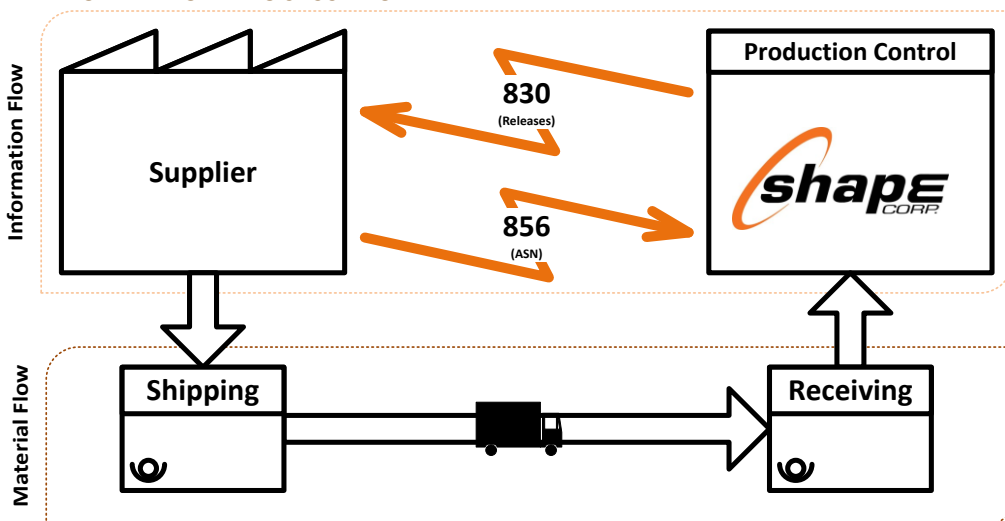 Information Flow
Supplier
830
(Releases)
856
(ASN)
Production Control
shape
CORP.
Material Flow
Shipping
Receiving